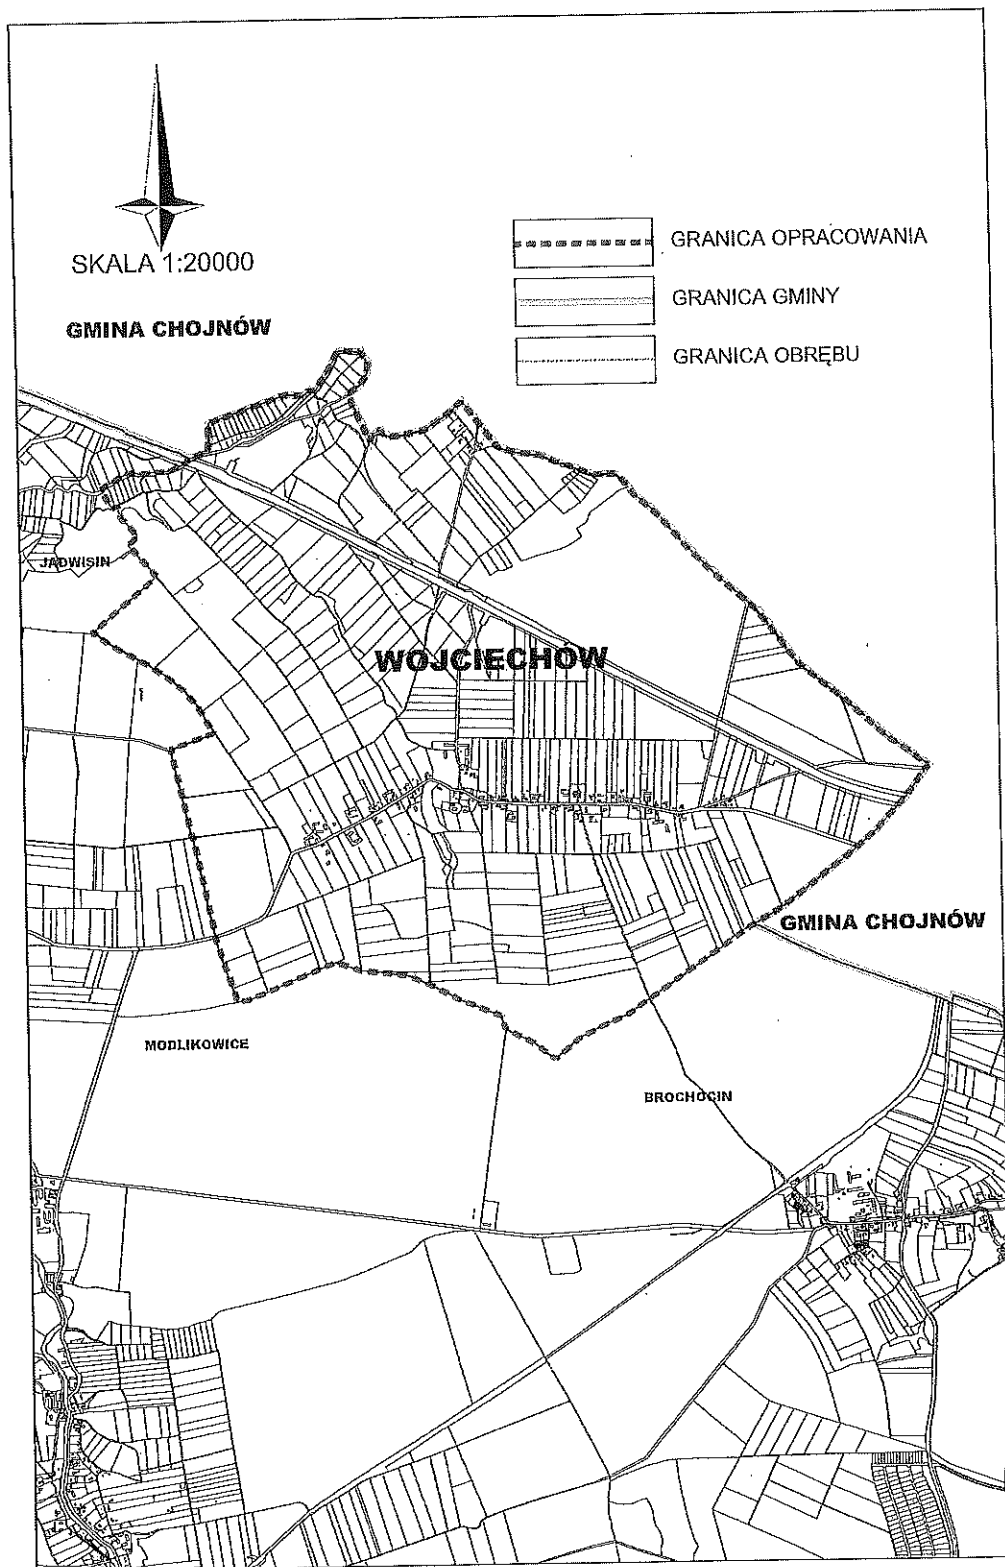 SKALA 1:20000
GRANICA OPRACOWANIA
GRANICA GMINY
GRANICA OBRĘBU
GMINA CHOJNÓW
JADWISIN
WOJCIECHÓW
GMINA CHOJNÓW
MODLIKOWICE
BROCHOCIN